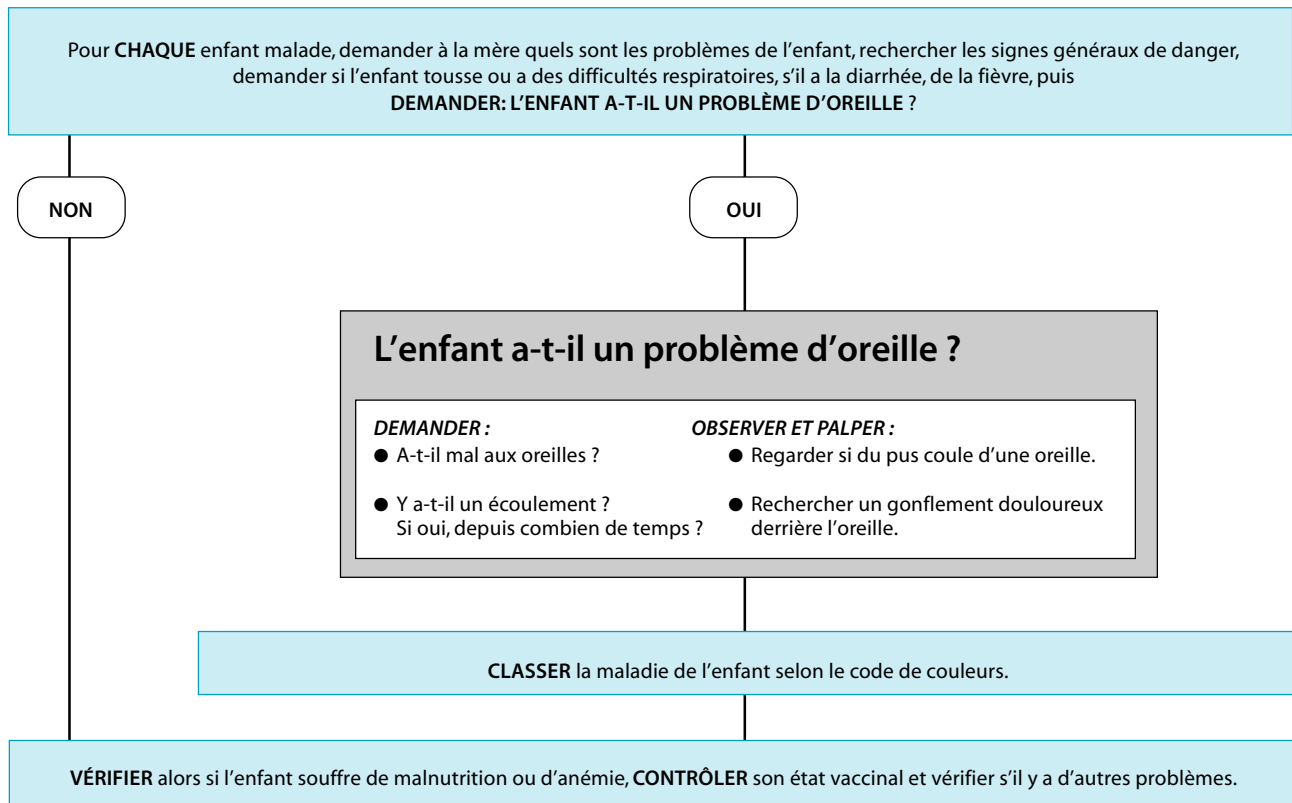 Pour CHAQUE enfant malade, demander à la mère quels sont les problèmes de l'enfant, rechercher les signes généraux de danger,
demander si l'enfant tousse ou a des difficultés respiratoires, s'il a la diarrhée, de la fièvre, puis
DEMANDER: L'ENFANT A-T-IL UN PROBLÈME D'OREILLE ?
NON
OUI
L'enfant a-t-il un problème d'oreille ?
DEMANDER :
● A-t-il mal aux oreilles ?
● Y a-t-il un écoulement ?
Si oui, depuis combien de temps ?
OBSERVER ET PALPER :
● Regarder si du pus coule d'une oreille.
● Rechercher un gonflement douloureux
derrière l'oreille.
CLASSER la maladie de l'enfant selon le code de couleurs.
VÉRIFIER alors si l'enfant souffre de malnutrition ou d'anémie, CONTRÔLER son état vaccinal et vérifier s'il y a d'autres problèmes.